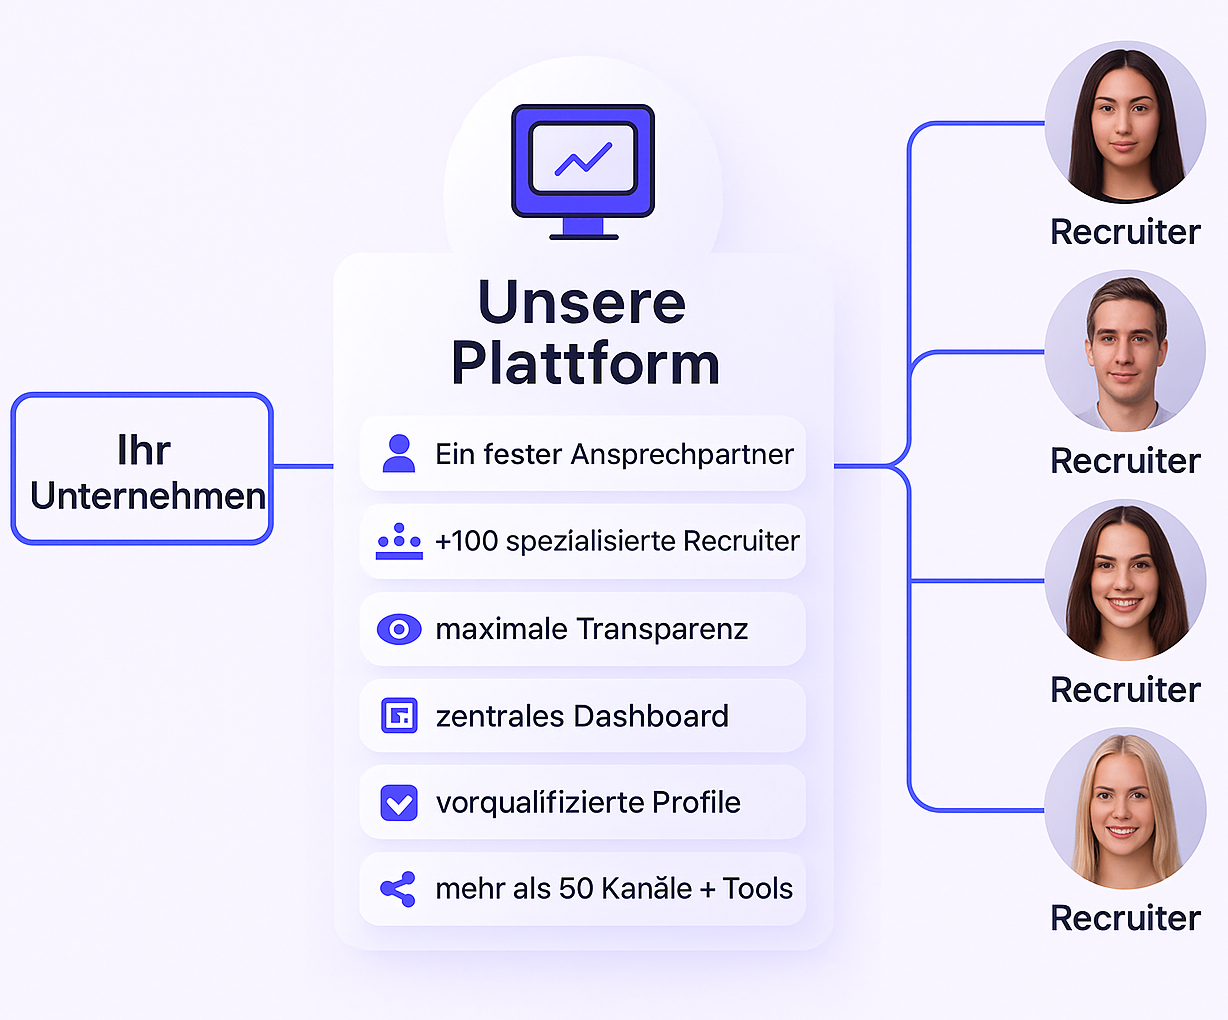 Ihr
Unternehmen
Unsere
Plattform
Ein fester Ansprechpartner
+100 spezialisierte Recruiter
maximale Transparenz
zentrales Dashboard
vorqualífizierte Profile
mehr als 50 Kanăle + Tools
Recruiter
Recruiter
Recruiter
Recruiter